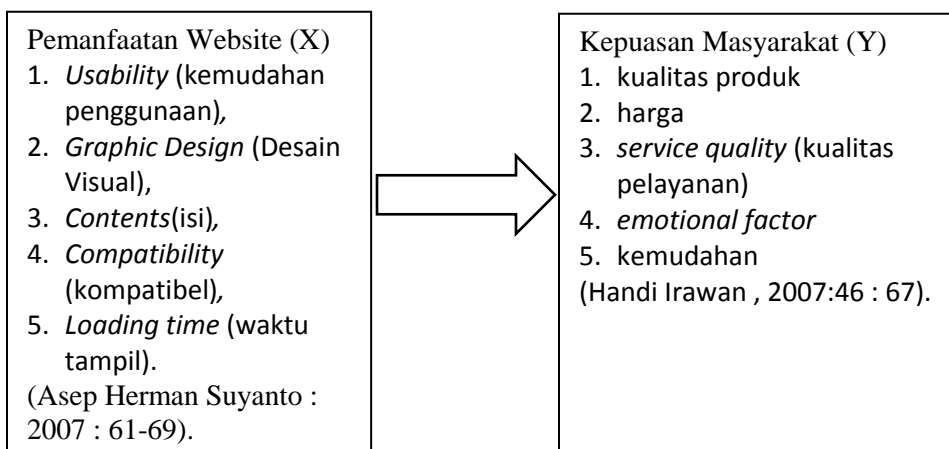 Pemanfaatan Website (X)
1. Usability (kemudahan
penggunaan),
2. Graphic Design (Desain
Visual),
3. Contents(isi),
4. Compatibility
(kompatibel),
5. Loading time (waktu
tampil).
(Asep Herman Suyanto :
2007 : 61-69).
Kepuasan Masyarakat (Y)
1. kualitas produk
2. harga
3. service quality (kualitas
pelayanan)
4. emotional factor
5. kemudahan
(Handi Irawan , 2007:46 : 67).